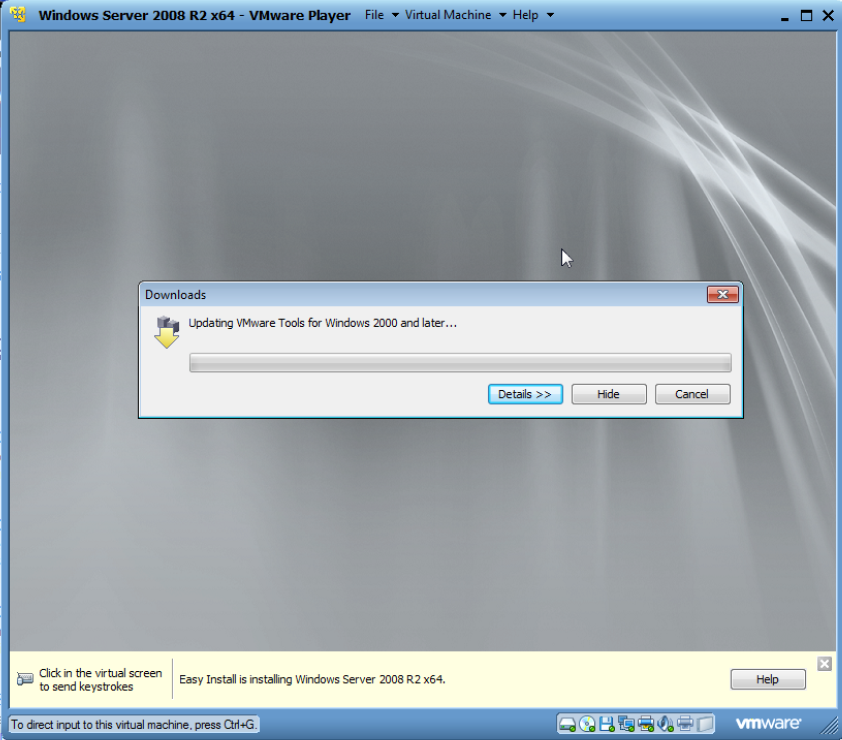 Windows Server 2008 R2 x64 - VMware Player File Virtual Machine Help
Downloads
Updating VMware Tools for Windows 2000 and later...
Details >> Hide Cancel
Click in the virtual screen
to send keystrokes
Easy Install is installing Windows Server 2008 R2 x64.
Help
To direct input to this virtual machine, press Ctrl+G.
vmware